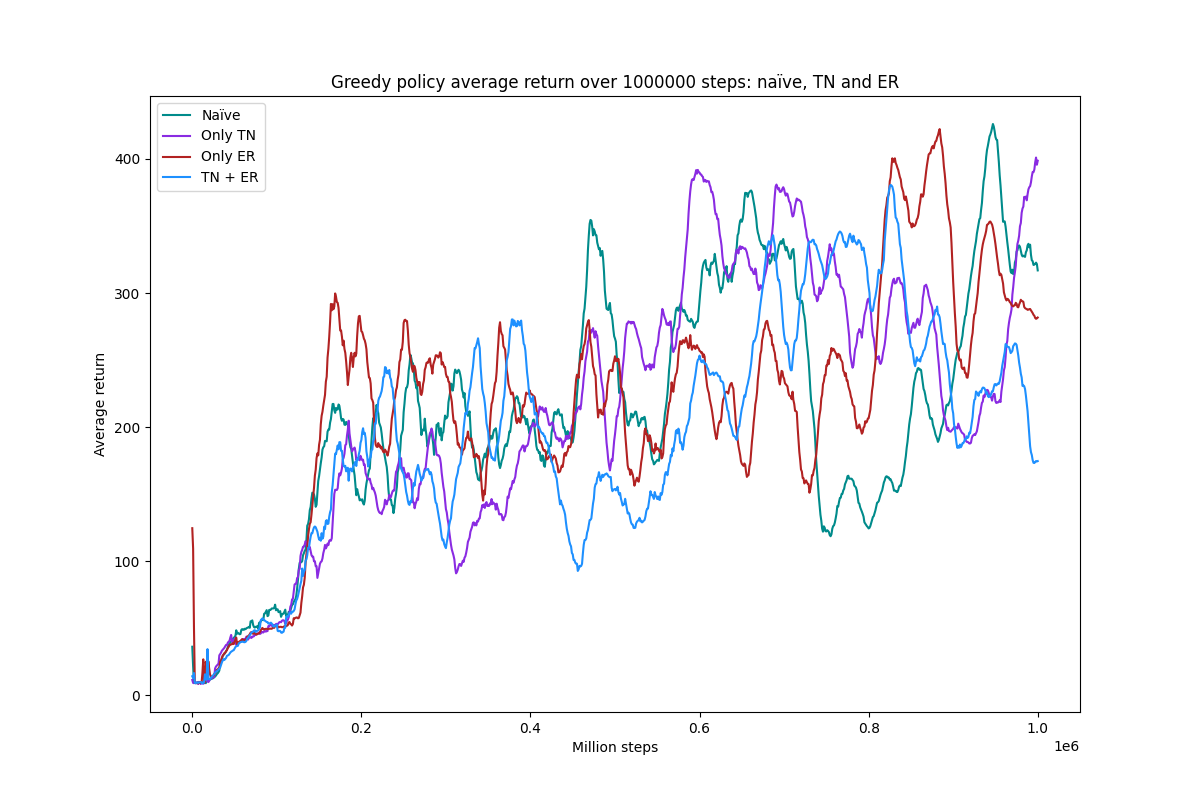 Greedy policy average return over 1000000 steps: naïve, TN and ER
Naïve
Only TN
Only ER
TN + ER
400
300
200
100
0
Average return
0.0
0.2
0.4
0.6
0.8
1.0
1e6
Million steps